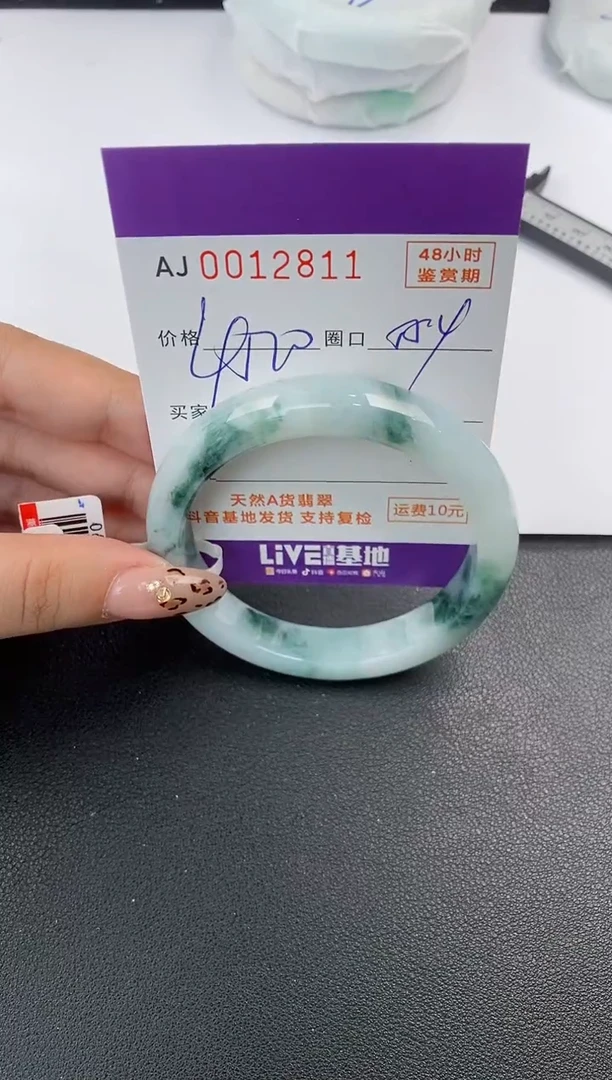 AJ 0012811
48小时
鉴赏期
价格 圈口
买家
天然A货翡翠
抖音基地发货 支持复检
运费10元
LiVE 基地